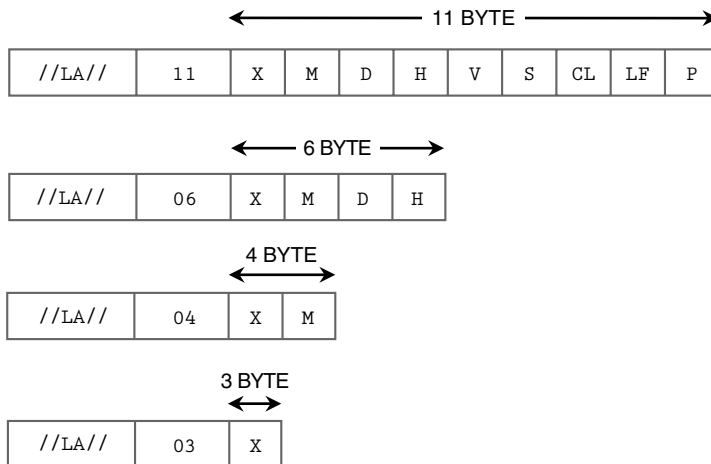 11 BYTE
//LA// 11 X M D H V S CL LF P
6 BYTE
//LA// 06 X M D H
4 BYTE
//LA// 04 X M
3 BYTE
//LA// 03 X